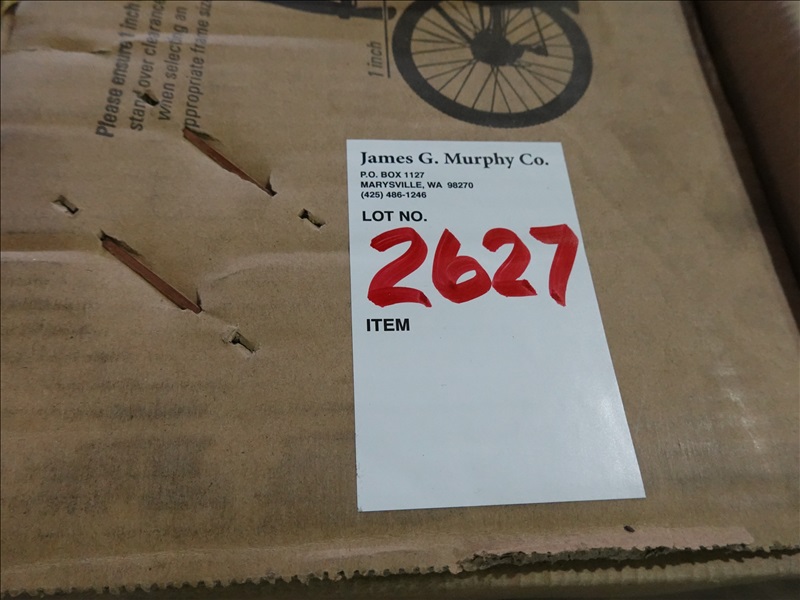 Please ensure 1 inch
stand over clearance
when selecting an
appropriate frame size
1 inch
James G. Murphy Co.
P.O. BOX 1127
MARYSVILLE, WA 98270
(425) 486-1246
LOT NO.
2627
ITEM